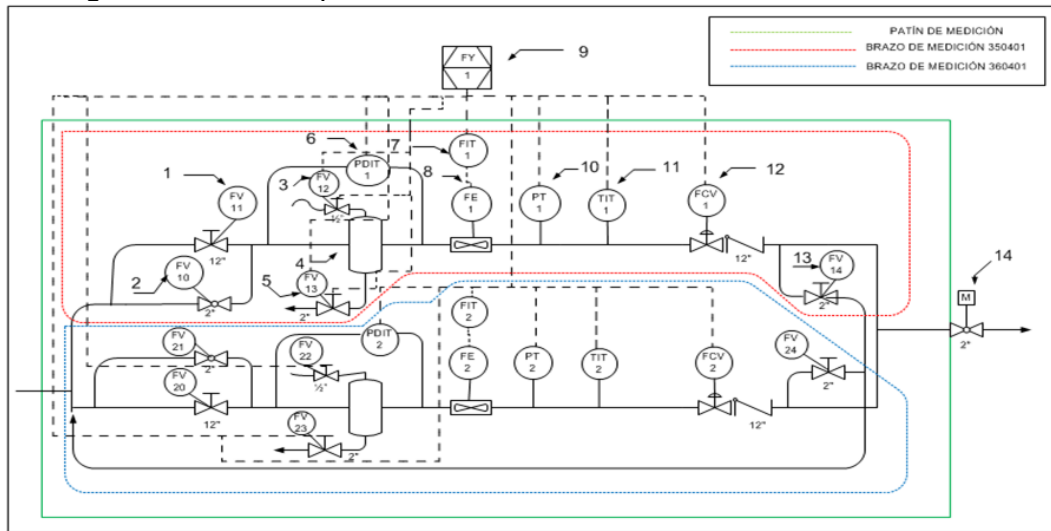 PATÍN DE MEDICIÓN
BRAZO DE MEDICIÓN 350401
BRAZO DE MEDICIÓN 360401
FY
1
9
6
7
FIT
1
PDIT
1
1
3
FV
12
8
10
11
12
FV
11
FE
1
PT
1
TIT
1
FCV
1
½"
12"
4
12"
13
FV
14
14
2
FV
10
5
FV
13
M
2"
2"
2"
FIT
2
PDIT
2
2"
FV
21
FV
22
FE
2
PT
2
TIT
2
FCV
2
FV
24
2"
FV
20
½"
2"
12"
FV
23
12"
2"